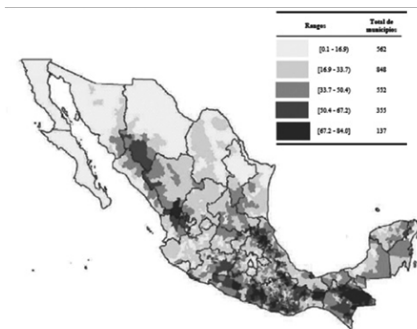 Rangos Total de
municipios
[0.1 - 16.9) 562
[16.9 - 33.7) 848
[33.7 - 50.4) 552
[50.4 - 67.2) 355
[67.2 - 84.0] 137